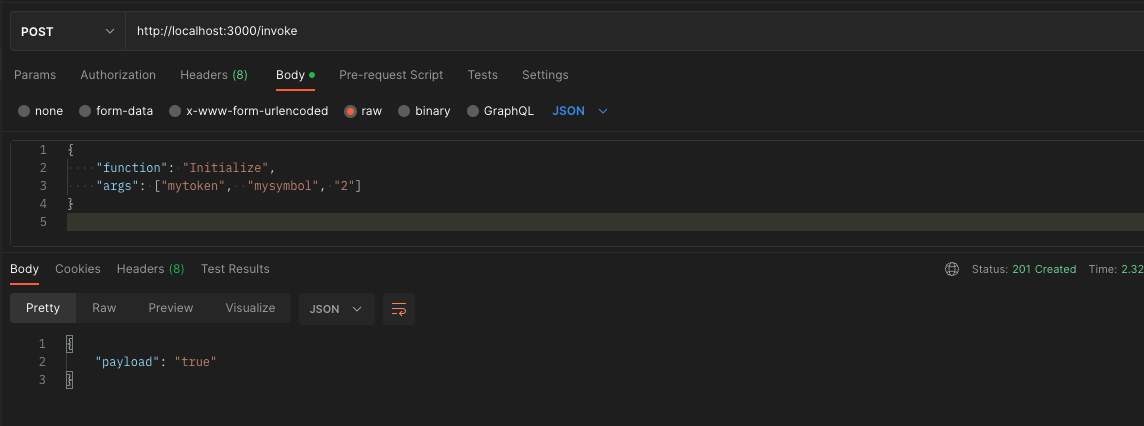 POST http://localhost:3000/invoke
Params Authorization Headers (8) Body Pre-request Script Tests Settings
none form-data x-www-form-urlencoded raw binary GraphQL JSON
1 {
2 "function": "Initialize",
3 "args": ["mytoken", "mysymbol", "2"]
4 }
5
Body Cookies Headers (8) Test Results Status: 201 Created Time: 2.32
Pretty Raw Preview Visualize JSON
1 {
2 "payload": "true"
3 }